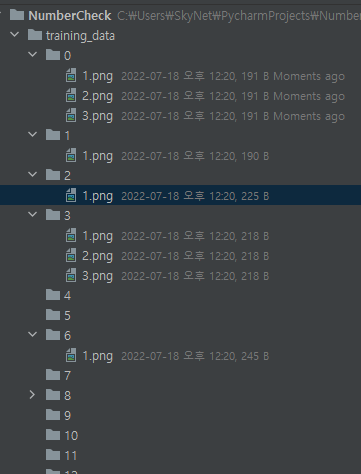 NumberCheck C:₩Users₩SkyNet₩PycharmProjects₩Number
training_data
0
1.png 2022-07-18 오후 12:20, 191 B Moments ago
2.png 2022-07-18 오후 12:20, 191 B Moments ago
3.png 2022-07-18 오후 12:20, 191 B Moments ago
1
1.png 2022-07-18 오후 12:20, 190 B
2
1.png 2022-07-18 오후 12:20, 225 B
3
1.png 2022-07-18 오후 12:20, 218 B
2.png 2022-07-18 오후 12:20, 218 B
3.png 2022-07-18 오후 12:20, 218 B
4
5
6
1.png 2022-07-18 오후 12:20, 245 B
7
8
9
10
11